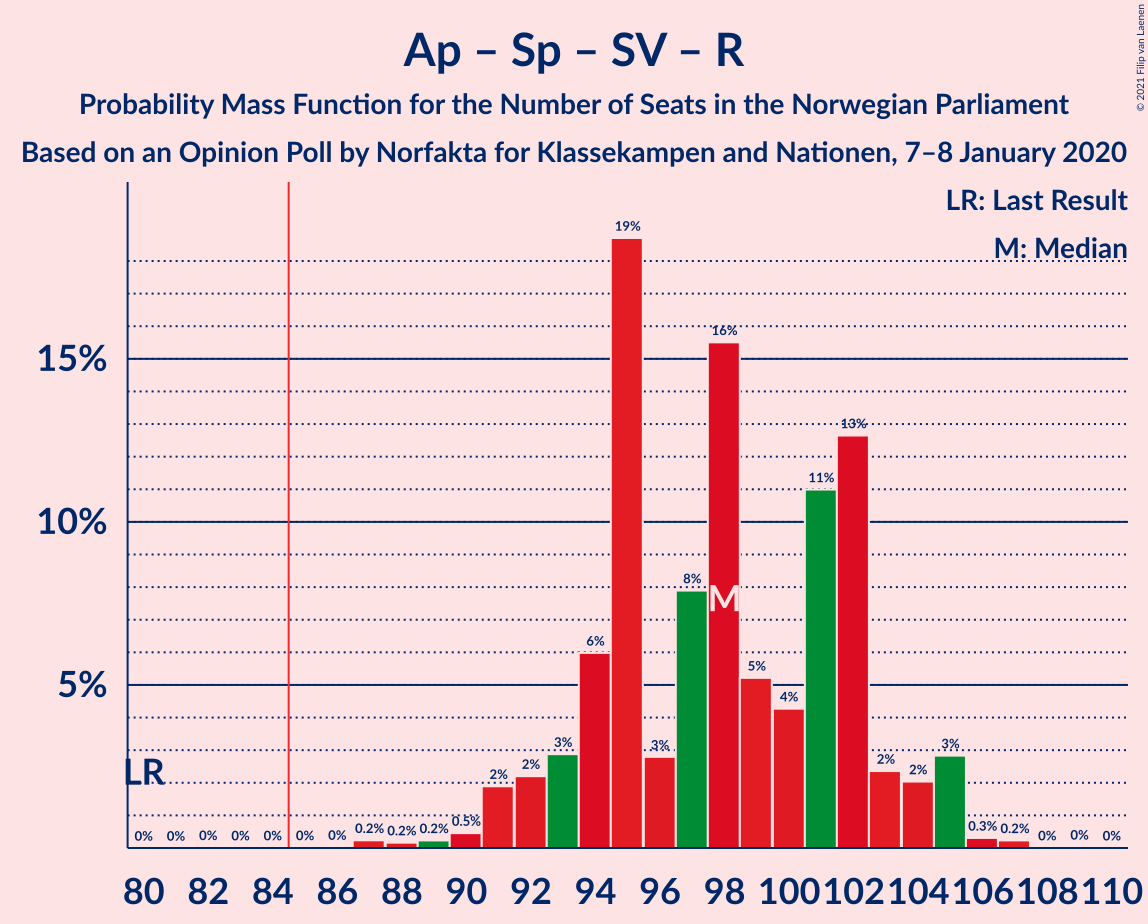 Ap – Sp – SV – R
Probability Mass Function for the Number of Seats in the Norwegian Parliament
Based on an Opinion Poll by Norfakta for Klassekampen and Nationen, 7–8 January 2020
© 2021 Filip van Laenen
LR: Last Result
M: Median
15%
10%
5%
LR
M
0% 0% 0% 0% 0% 0% 0% 0.2% 0.2% 0.2% 0.5% 2% 2% 3% 6% 19% 3% 8% 16% 5% 4% 11% 13% 2% 2% 3% 0.3% 0.2% 0% 0% 0%
80 82 84 86 88 90 92 94 96 98 100 102 104 106 108 110